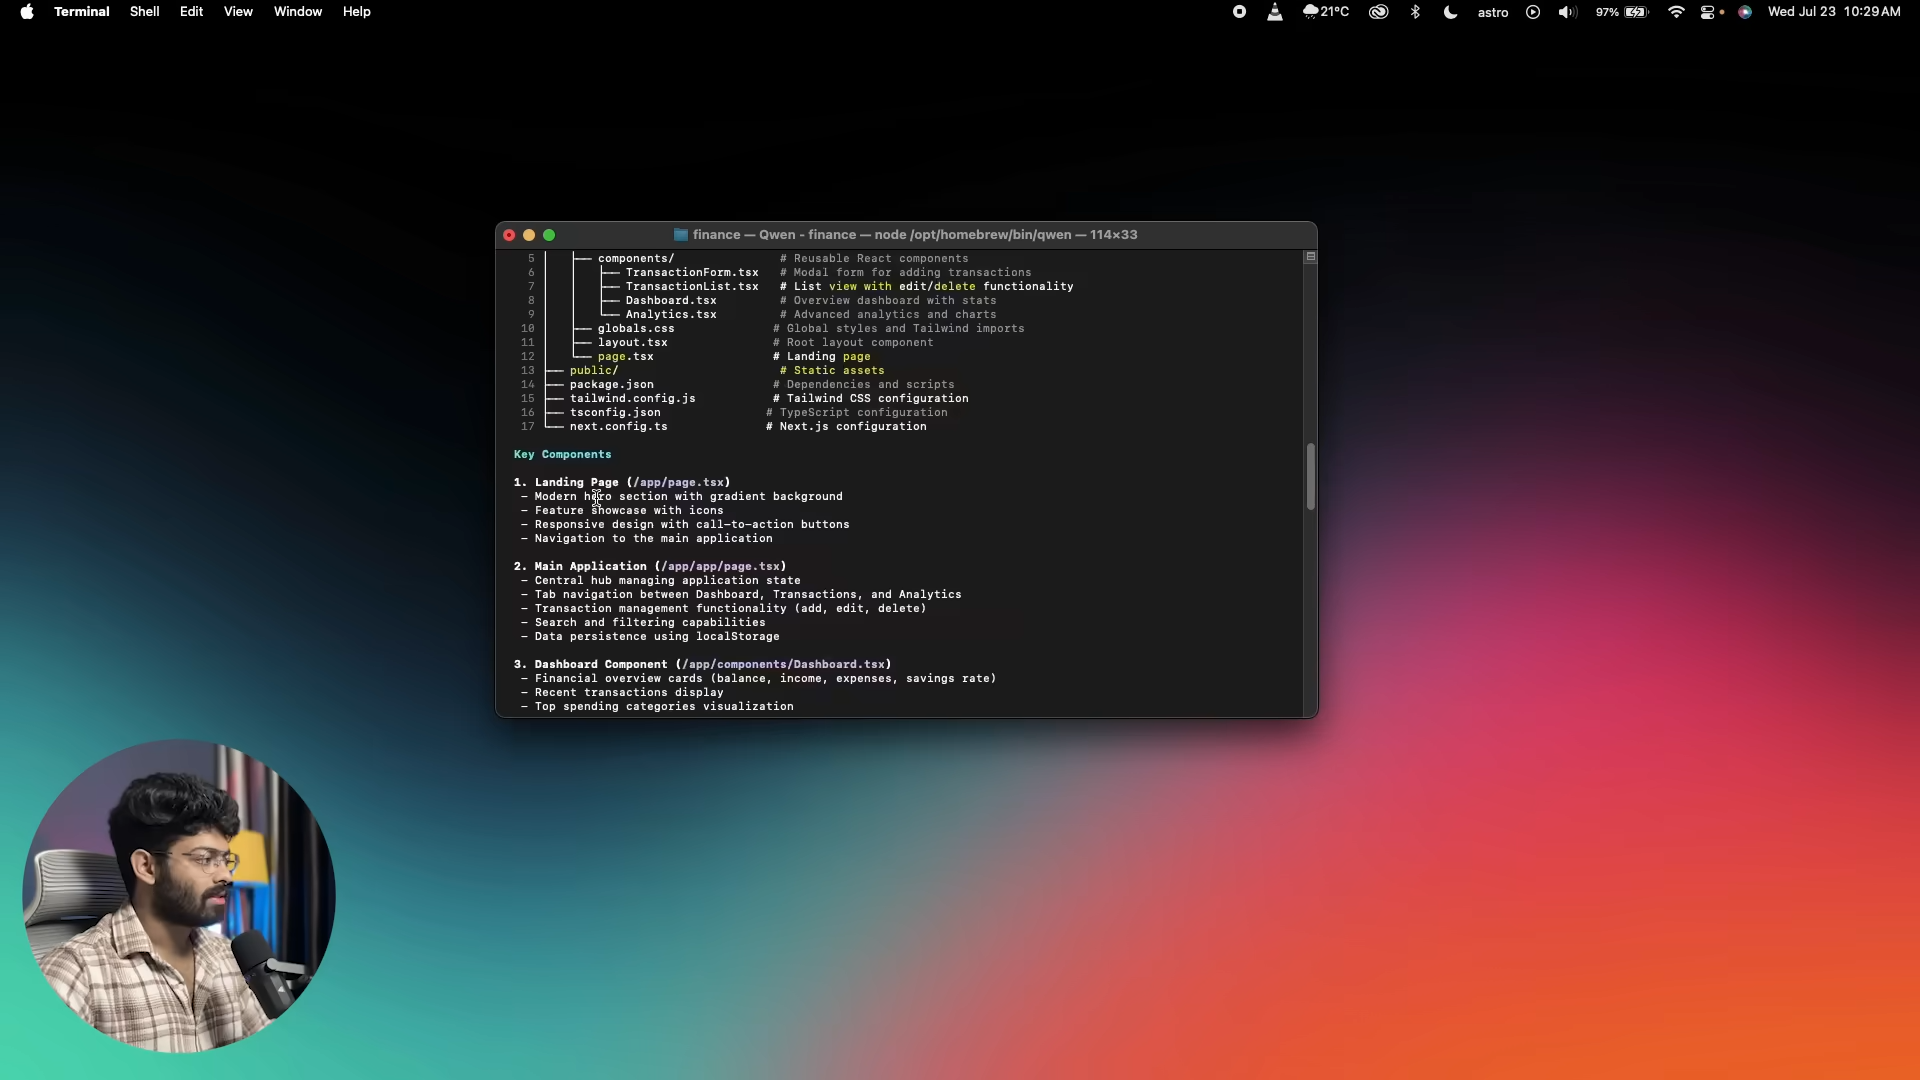 Terminal Shell Edit View Window Help 21°C astro 97% Wed Jul 23 10:29AM
finance — Qwen - finance — node /opt/homebrew/bin/qwen — 114×33
5 ├── components/ # Reusable React components
6 ├── TransactionForm.tsx # Modal form for adding transactions
7 ├── TransactionList.tsx # List view with edit/delete functionality
8 ├── Dashboard.tsx # Overview dashboard with stats
9 └── Analytics.tsx # Advanced analytics and charts
10 ├── globals.css # Global styles and Tailwind imports
11 ├── layout.tsx # Root layout component
12 └── page.tsx # Landing page
13 ├── public/ # Static assets
14 ├── package.json # Dependencies and scripts
15 ├── tailwind.config.js # Tailwind CSS configuration
16 ├── tsconfig.json # TypeScript configuration
17 └── next.config.ts # Next.js configuration
Key Components
1. Landing Page (/app/page.tsx)
- Modern hero section with gradient background
- Feature showcase with icons
- Responsive design with call-to-action buttons
- Navigation to the main application
2. Main Application (/app/app/page.tsx)
- Central hub managing application state
- Tab navigation between Dashboard, Transactions, and Analytics
- Transaction management functionality (add, edit, delete)
- Search and filtering capabilities
- Data persistence using localStorage
3. Dashboard Component (/app/components/Dashboard.tsx)
- Financial overview cards (balance, income, expenses, savings rate)
- Recent transactions display
- Top spending categories visualization